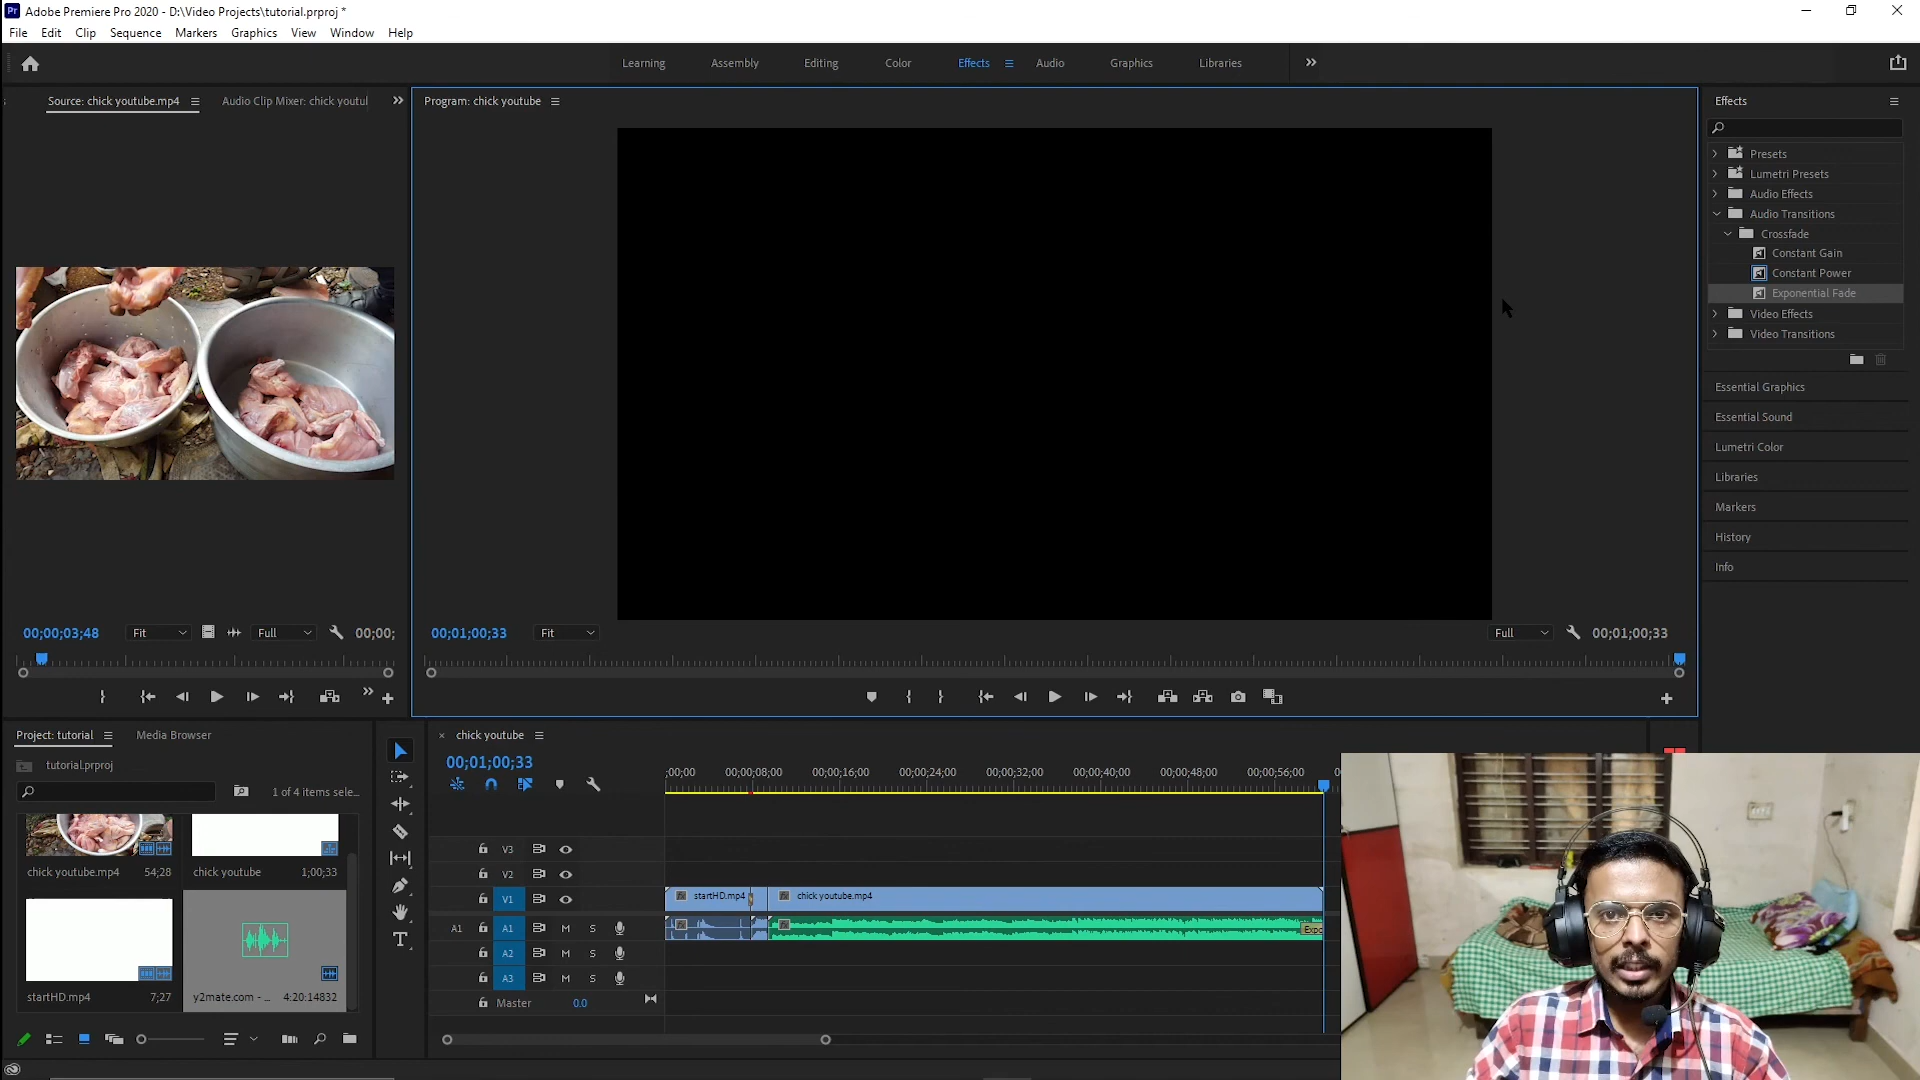 Adobe Premiere Pro 2020 - D:\Video Projects\tutorial.prproj *
File Edit Clip Sequence Markers Graphics View Window Help
Learning Assembly Editing Color Effects Audio Graphics Libraries
Source: chick youtube.mp4 Audio Clip Mixer: chick youtul
Program: chick youtube
Effects
Presets
Lumetri Presets
Audio Effects
Audio Transitions
Crossfade
Constant Gain
Constant Power
Exponential Fade
Video Effects
Video Transitions
Essential Graphics
Essential Sound
Lumetri Color
Libraries
Markers
History
Info
00;00;03;48 Fit Full 00;00;
00;01;00;33 Fit Full 00;01;00;33
Project: tutorial Media Browser
tutorial.prproj
1 of 4 items sele...
chick youtube.mp4 54;28
chick youtube 1;00;33
startHD.mp4 7;27
y2mate.com - ... 4:20:14832
chick youtube
00;01;00;33
;00;00 00;00;08;00 00;00;16;00 00;00;24;00 00;00;32;00 00;00;40;00 00;00;48;00 00;00;56;00
V3
V2
V1 startHD.mp4 chick youtube.mp4
A1 A1 M S Expo
A2 M S
A3 M S
Master 0.0